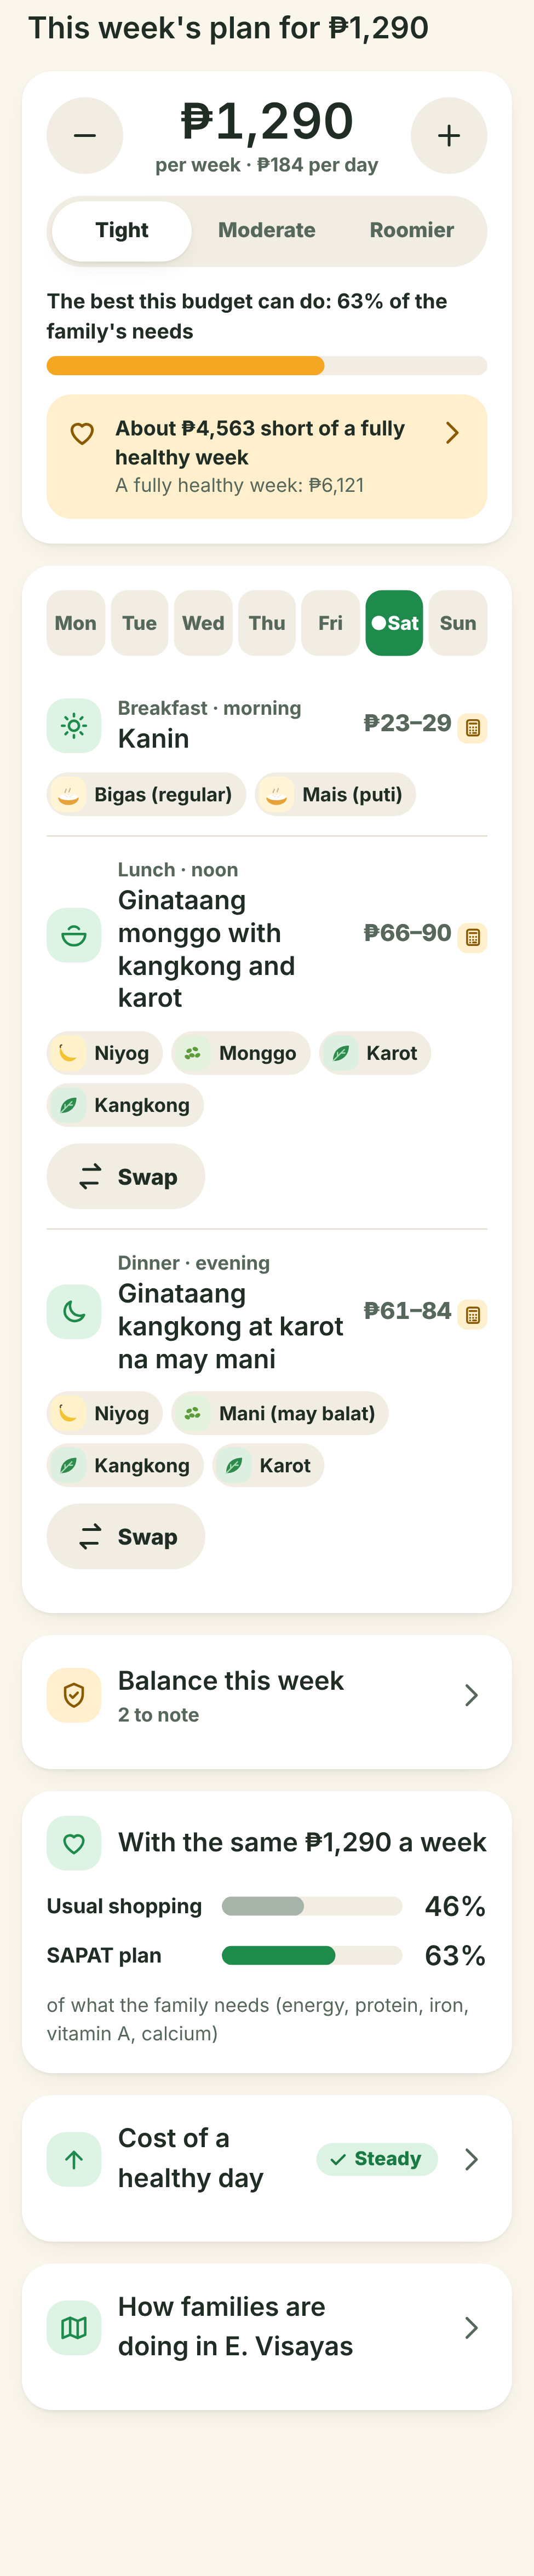 This week's plan for ₱1,290
₱1,290
per week · ₱184 per day
Tight
Moderate
Roomier
The best this budget can do: 63% of the
family's needs
About ₱4,563 short of a fully
healthy week
A fully healthy week: ₱6,121
Mon
Tue
Wed
Thu
Fri
Sat
Sun
Breakfast · morning
Kanin
₱23–29
Bigas (regular)
Mais (puti)
Lunch · noon
Ginataang
monggo with
kangkong and
karot
₱66–90
Niyog
Monggo
Karot
Kangkong
Swap
Dinner · evening
Ginataang
kangkong at karot
na may mani
₱61–84
Niyog
Mani (may balat)
Kangkong
Karot
Swap
Balance this week
2 to note
With the same ₱1,290 a week
Usual shopping
46%
SAPAT plan
63%
of what the family needs (energy, protein, iron,
vitamin A, calcium)
Cost of a
healthy day
Steady
How families are
doing in E. Visayas